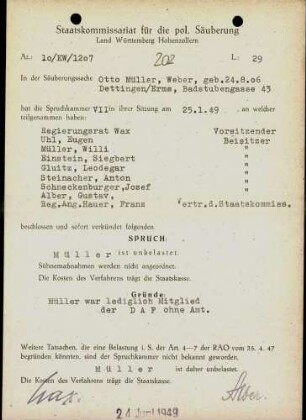 Staatskommissariat für die pol. Säuberung
Land Württemberg Hohenzollern
Az.: 10/KW/1207 202 L: 29
In der Säuberungssache Otto Müller, Weber, geb.24.8.06
Dettingen/Erms, Badstubengasse 43
hat die Spruchkammer VII in ihrer Sitzung am 25.1.49 an welcher
teilgenommen haben:
Regierungsrat Wax Vorsitzender
Uhl, Eugen Beisitzer
Müller, Willi "
Einstein, Siegbert "
Gluitz, Leodegar "
Steinacher, Anton "
Schneckenburger, Josef "
Alber, Gustav "
Reg.Ang.Hauer, Franz Vertr.d.Staatskommiss.
beschlossen und sofort verkündet folgenden
SPRUCH:
Müller ist unbelastet.
Sühnemaßnahmen werden nicht angeordnet.
Die Kosten des Verfahrens trägt die Staatskasse.
Gründe:
Müller war lediglich Mitglied
der D A F ohne Amt.
Weitere Tatsachen, die eine Belastung i. S. der Art. 4—7 der RAO vom 25. 4. 47
begründen könnten, sind der Spruchkammer nicht bekannt geworden.
Müller ist daher unbelastet.
Die Kosten des Verfahrens trägt die Staatskasse.
Wax. Alber.
24 Juni 1949